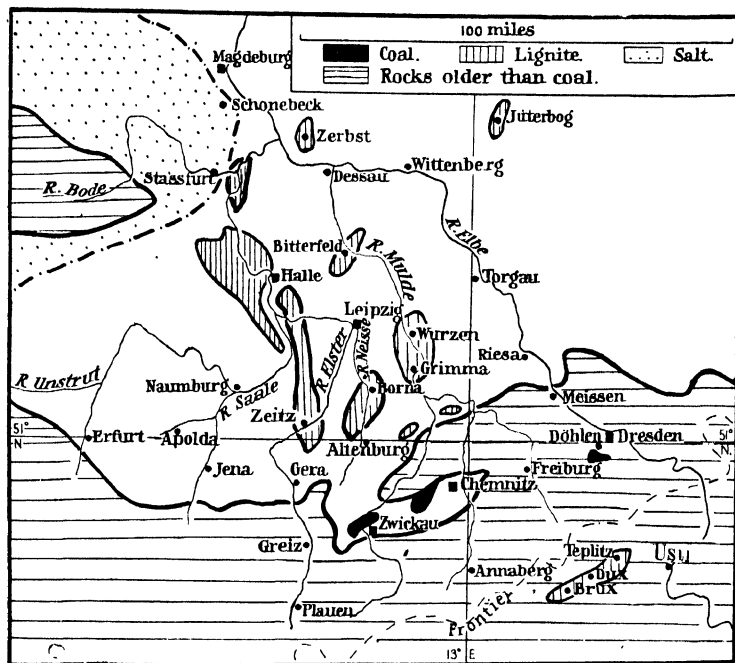 100 miles
Coal. Lignite. Salt.
Rocks older than coal.
Magdeburg
Schonebeck
Zerbst
Jüterbog
Stassfurt
Dessau
Wittenberg
R. Bode
R. Elbe
Bitterfeld
R. Mulde
Halle
Torgau
Leipzig
Wurzen
R. Elster
R. Neisse
Riesa
Grimma
R Unstrut
Naumburg
Borna
Meissen
R Saale
Zeitz
51°
N
Erfurt
Apolda
Altenburg
Döhlen
Dresden
51°
N.
Jena
Gera
Freiburg
Chemnitz
Zwickau
Greiz
Teplitz
Usti
Annaberg
Dux
Brüx
Plauen
Frontier
13° E